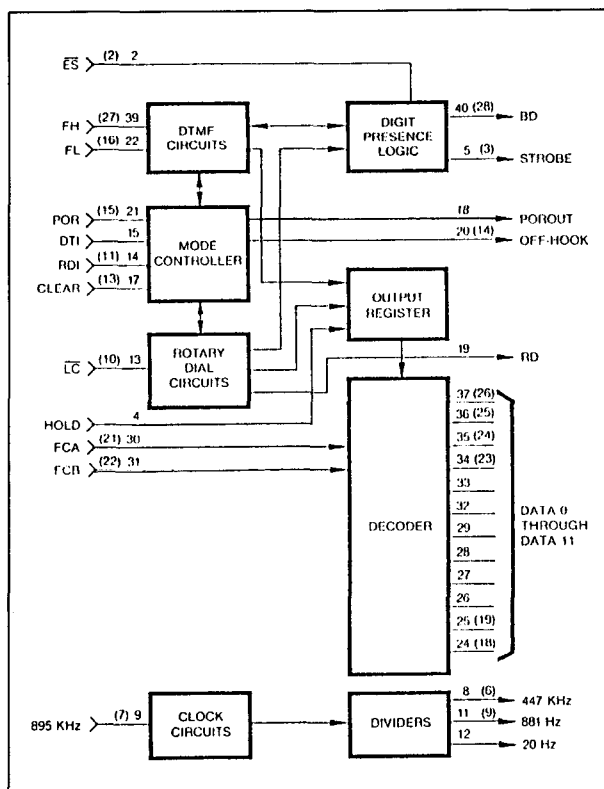 ES (2) 2
FH (27) 39
FL (16) 22
DTMF
CIRCUITS
DIGIT
PRESENCE
LOGIC
40 (28) BD
5 (3) STROBE
POR (15) 21
DTI 15
RDI (11) 14
CLEAR (13) 17
MODE
CONTROLLER
18 POROUT
20 (14) OFF-HOOK
OUTPUT
REGISTER
LC (10) 13
ROTARY
DIAL
CIRCUITS
19 RD
HOLD 4
FCA (21) 30
FCB (22) 31
DECODER
37 (26)
36 (25)
35 (24)
34 (23)
33
32
29
28
27
26
25 (19)
24 (18)
DATA 0
THROUGH
DATA 11
895 KHz (7) 9
CLOCK
CIRCUITS
DIVIDERS
8 (6) 447 KHz
11 (9) 881 Hz
12 20 Hz